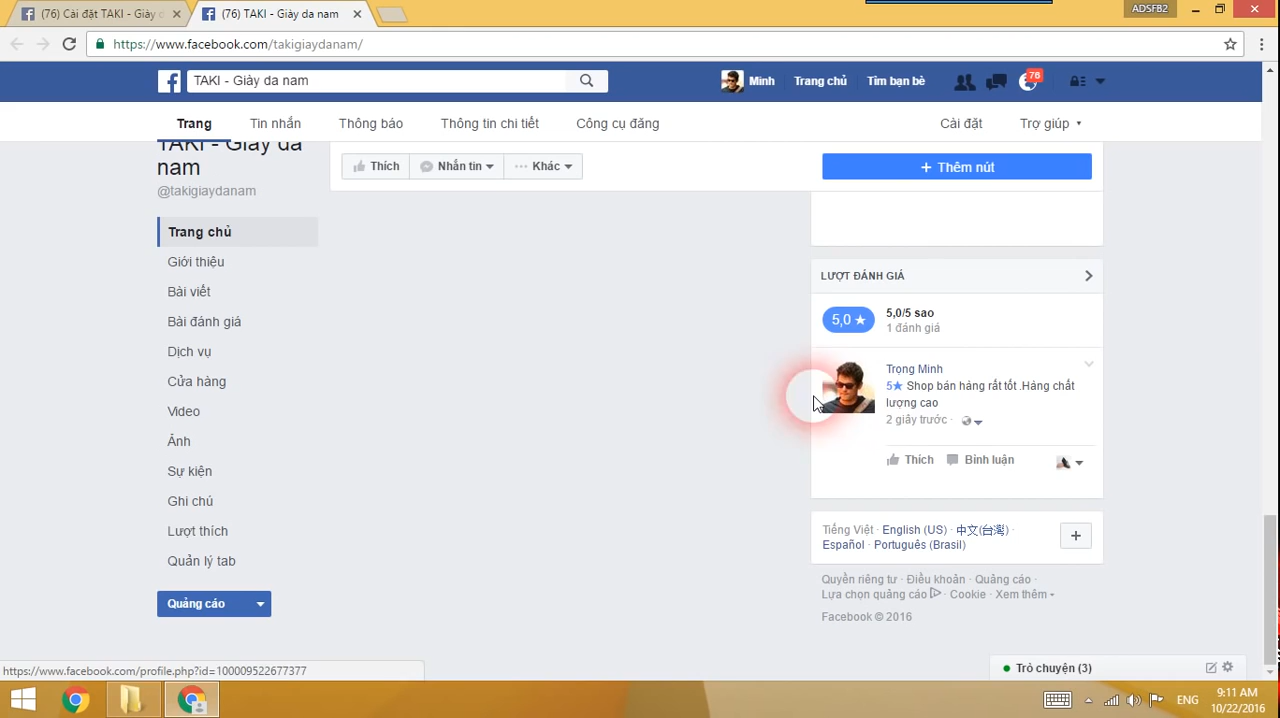 (76) Cài đặt TAKI - Giày d
(76) TAKI - Giày da nam
ADSFB2
https://www.facebook.com/takigiaydanam/
TAKI - Giày da nam
Minh
Trang chủ
Tìm bạn bè
76
Trang
Tin nhắn
Thông báo
Thông tin chi tiết
Công cụ đăng
Cài đặt
Trợ giúp
TAKI - Giày da
nam
@takigiaydanam
Thích
Nhắn tin
Khác
+ Thêm nút
Trang chủ
Giới thiệu
Bài viết
Bài đánh giá
Dịch vụ
Cửa hàng
Video
Ảnh
Sự kiện
Ghi chú
Lượt thích
Quản lý tab
Quảng cáo
LƯỢT ĐÁNH GIÁ
5,0 ★
5,0/5 sao
1 đánh giá
Trọng Minh
5★ Shop bán hàng rất tốt .Háng chất
lượng cao
2 giây trước ·
Thích
Bình luận
Tiếng Việt · English (US) · 中文(台灣) ·
Español · Português (Brasil)
Quyền riêng tư · Điều khoản · Quảng cáo ·
Lựa chọn quảng cáo · Cookie · Xem thêm
Facebook © 2016
https://www.facebook.com/profile.php?id=100009522677377
Trò chuyện (3)
ENG
9:11 AM
10/22/2016